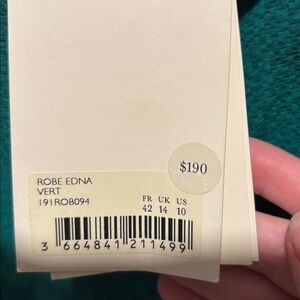 $190
ROBE EDNA
VERT
191ROB094
FR UK US
42 14 10
3 664841 211499